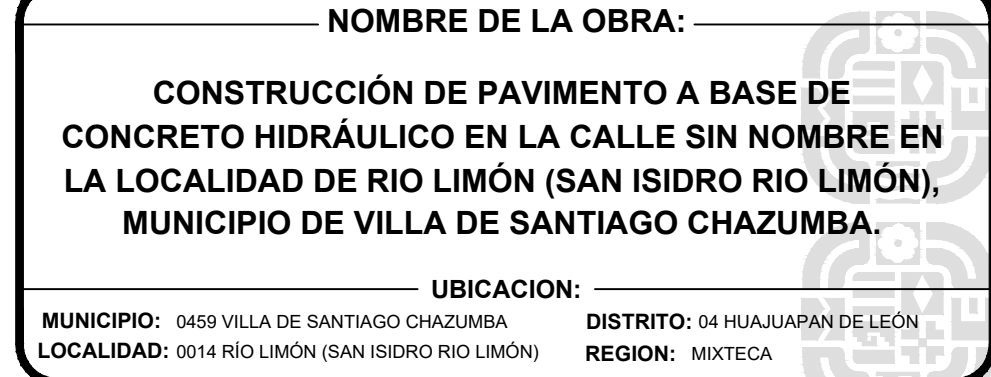 NOMBRE DE LA OBRA:
CONSTRUCCIÓN DE PAVIMENTO A BASE DE
CONCRETO HIDRÁULICO EN LA CALLE SIN NOMBRE EN
LA LOCALIDAD DE RIO LIMÓN (SAN ISIDRO RIO LIMÓN),
MUNICIPIO DE VILLA DE SANTIAGO CHAZUMBA.
UBICACION:
MUNICIPIO: 0459 VILLA DE SANTIAGO CHAZUMBA DISTRITO: 04 HUAJUAPAN DE LEÓN
LOCALIDAD: 0014 RÍO LIMÓN (SAN ISIDRO RIO LIMÓN) REGION: MIXTECA